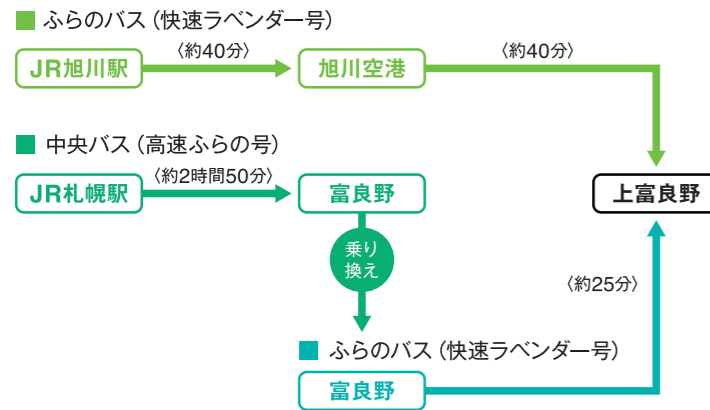 ふらのバス（快速ラベンダー号）
〈約40分〉
〈約40分〉
JR旭川駅
旭川空港
中央バス（高速ふらの号）
〈約2時間50分〉
JR札幌駅
富良野
上富良野
乗り
換え
〈約25分〉
ふらのバス（快速ラベンダー号）
富良野